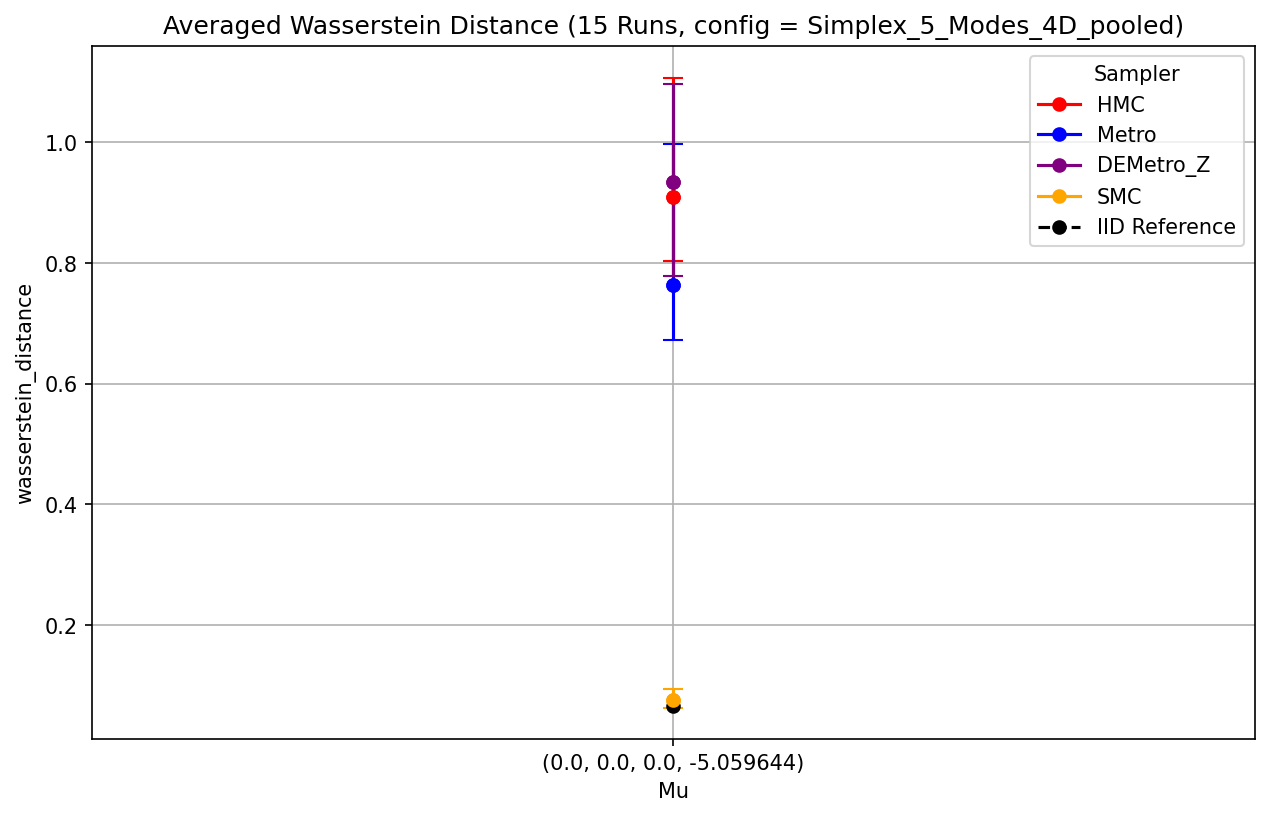 Averaged Wasserstein Distance (15 Runs, config = Simplex_5_Modes_4D_pooled)
Sampler
HMC
Metro
DEMetro_Z
SMC
IID Reference
wasserstein_distance
1.0
0.8
0.6
0.4
0.2
(0.0, 0.0, 0.0, -5.059644)
Mu